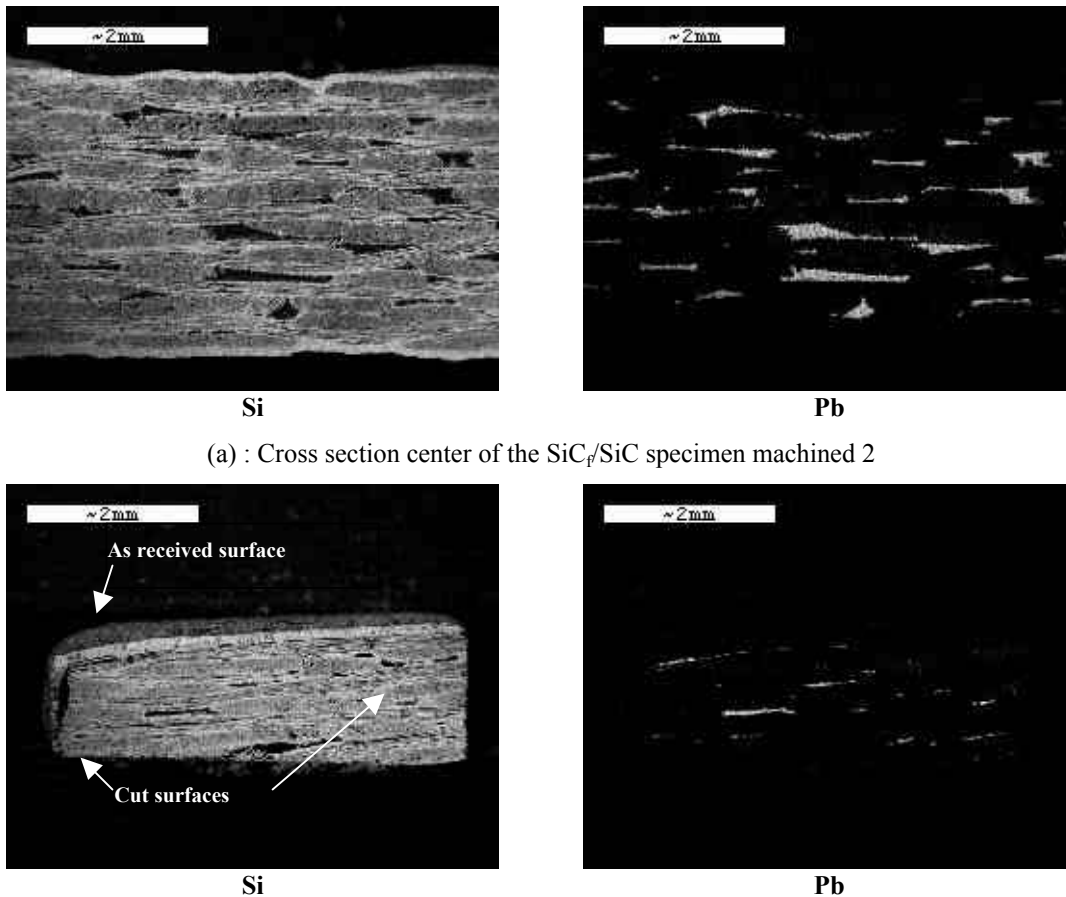 ~2mm ~2mm
Si Pb
(a) : Cross section center of the SiCf/SiC specimen machined 2
~2mm ~2mm
As received surface
Cut surfaces
Si Pb